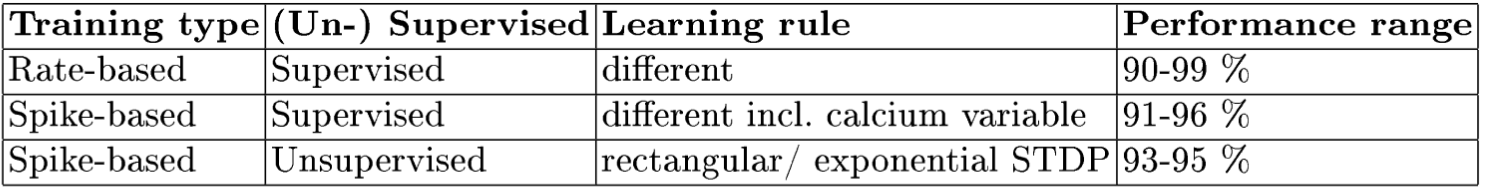 Training type (Un-) Supervised Learning rule Performance range
Rate-based Supervised different 90-99 %
Spike-based Supervised different incl. calcium variable 91-96 %
Spike-based Unsupervised rectangular/ exponential STDP 93-95 %